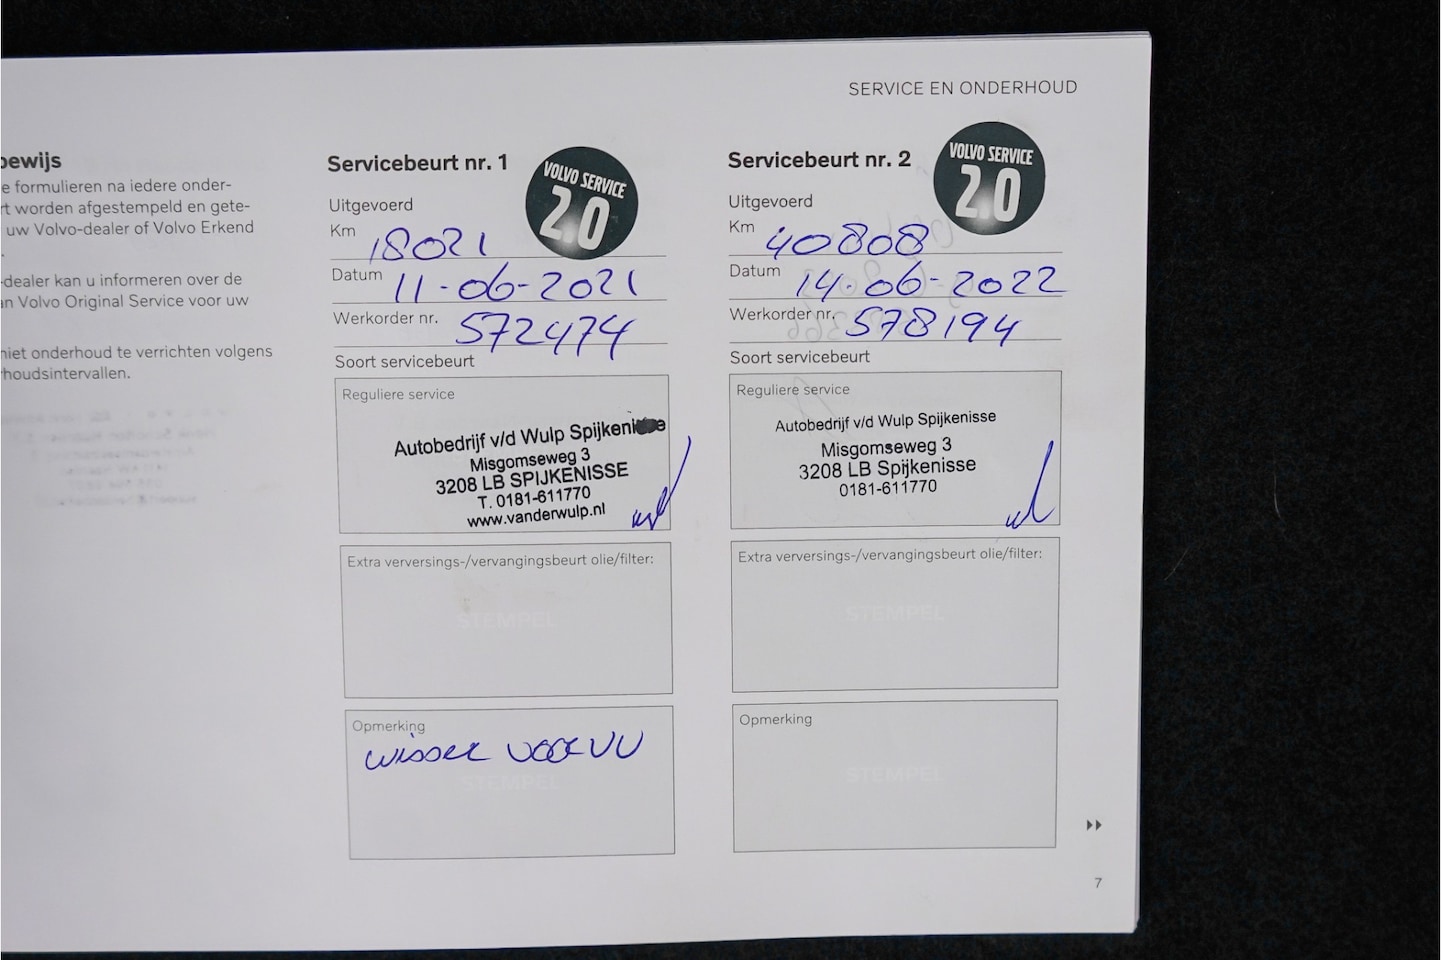 SERVICE EN ONDERHOUD
bewijs
e formulieren na iedere onder-
rt worden afgestempeld en gete-
uw Volvo-dealer of Volvo Erkend
-dealer kan u informeren over de
an Volvo Original Service voor uw
niet onderhoud te verrichten volgens
rhoudsintervallen.
Servicebeurt nr. 1
VOLVO SERVICE
2.0
Uitgevoerd
Km 18021
Datum 11-06-2021
Werkorder nr. 572474
Soort servicebeurt
Reguliere service
Autobedrijf v/d Wulp Spijkenisse
Misgomseweg 3
3208 LB SPIJKENISSE
T. 0181-611770
www.vanderwulp.nl
Extra verversings-/vervangingsbeurt olie/filter:
STEMPEL
Opmerking
wisser voor VV
STEMPEL
Servicebeurt nr. 2
VOLVO SERVICE
2.0
Uitgevoerd
Km 40808
Datum 14-06-2022
Werkorder nr. 578194
Soort servicebeurt
Reguliere service
Autobedrijf v/d Wulp Spijkenisse
Misgomseweg 3
3208 LB Spijkenisse
0181-611770
Extra verversings-/vervangingsbeurt olie/filter:
STEMPEL
Opmerking
STEMPEL
7